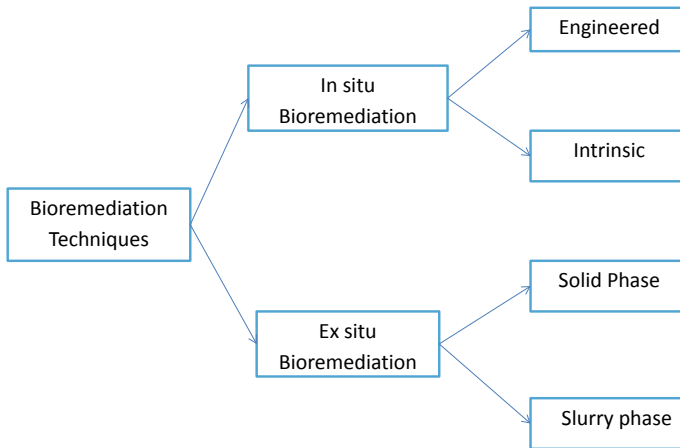 Engineered
In situ
Bioremediation
Intrinsic
Bioremediation
Techniques
Solid Phase
Ex situ
Bioremediation
Slurry phase